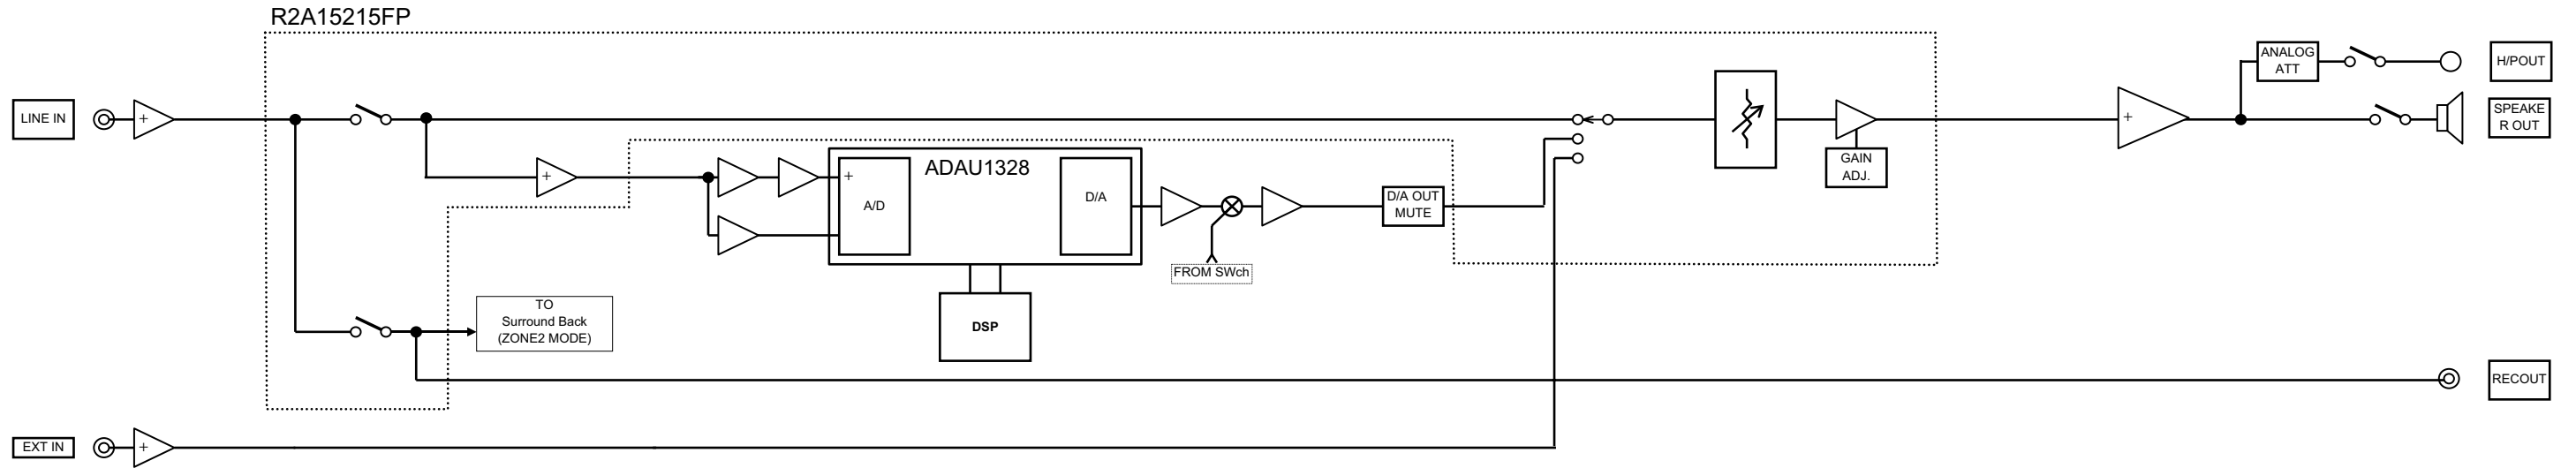 R2A15215FP
ANALOG
ATT
H/POUT
LINE IN
+
+
SPEAKE
R OUT
+
+
ADAU1328
A/D
D/A
GAIN
ADJ.
D/A OUT
MUTE
FROM SWch
TO
Surround Back
(ZONE2 MODE)
DSP
RECOUT
EXT IN
+